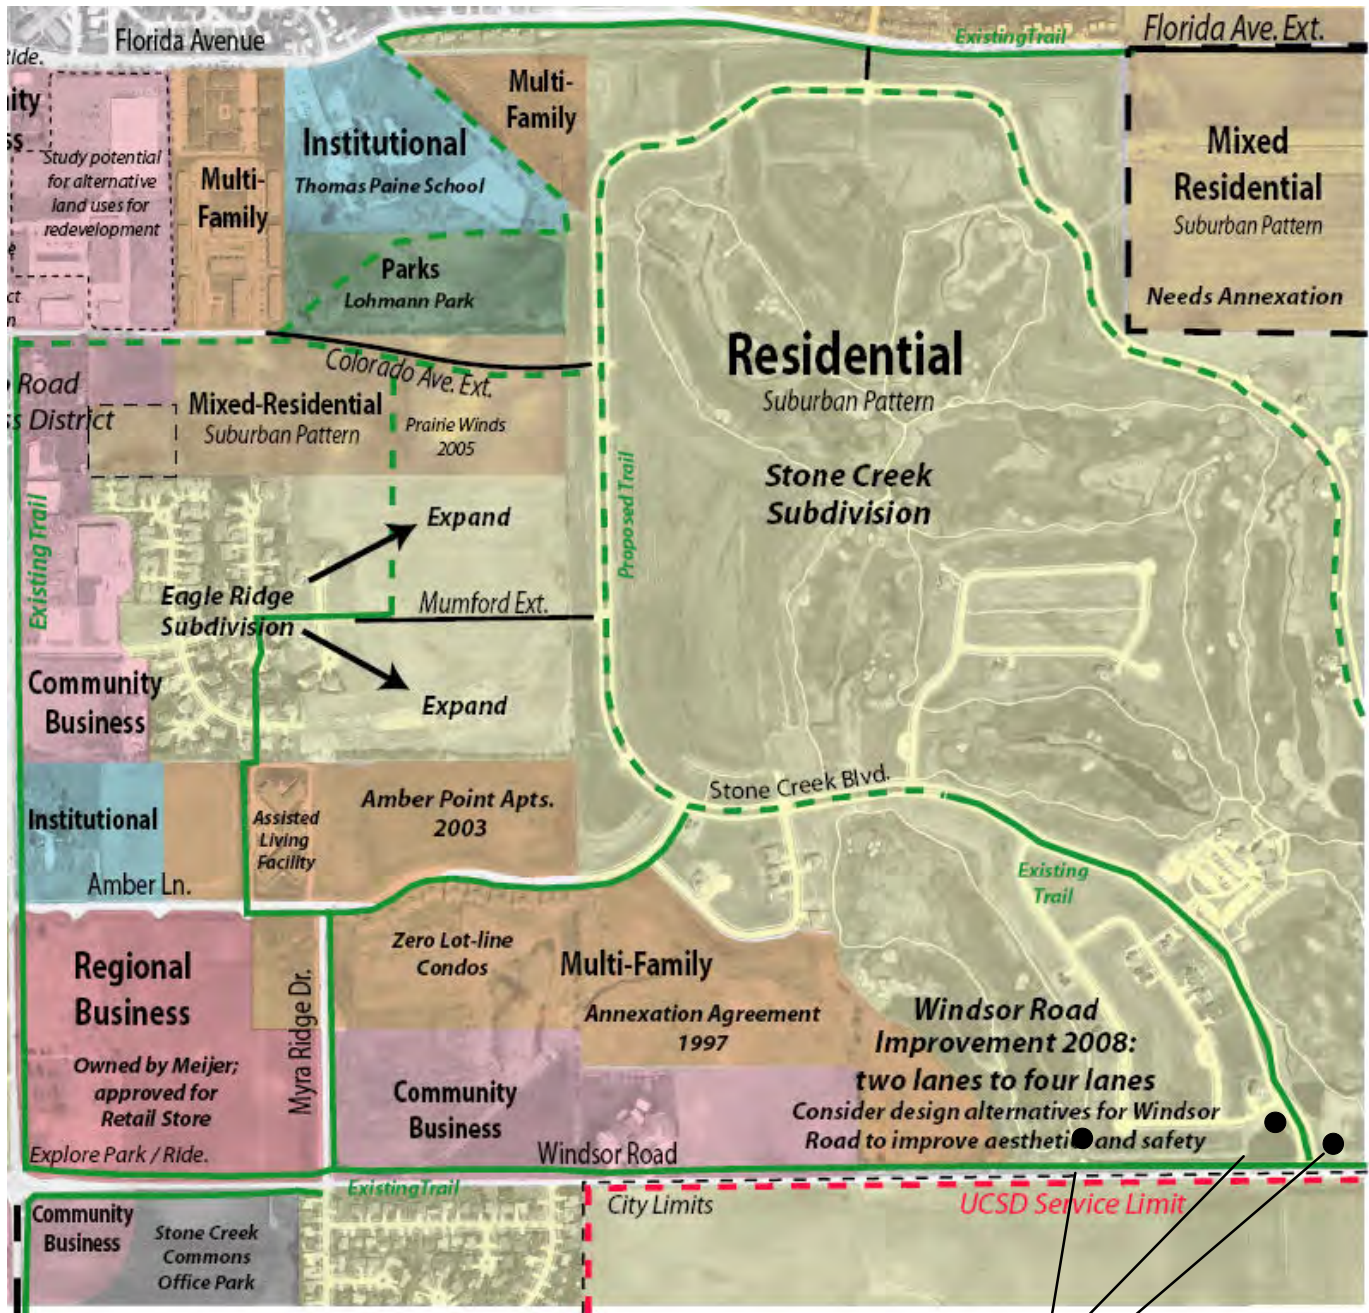 Florida Avenue
Existing Trail
Florida Ave. Ext.
Ride.
ity
ss
Study potential
for alternative
land uses for
redevelopment
Multi-
Family
Institutional
Thomas Paine School
Multi-
Family
Mixed
Residential
Suburban Pattern
Needs Annexation
Parks
Lohmann Park
ct
n
Colorado Ave. Ext.
Residential
Suburban Pattern
Stone Creek
Subdivision
Road
ss District
Mixed-Residential
Suburban Pattern
Prairie Winds
2005
Existing Trail
Proposed Trail
Expand
Eagle Ridge
Subdivision
Mumford Ext.
Expand
Community
Business
Stone Creek Blvd.
Institutional
Assisted
Living
Facility
Amber Point Apts.
2003
Amber Ln.
Existing
Trail
Regional
Business
Owned by Meijer;
approved for
Retail Store
Explore Park / Ride.
Myra Ridge Dr.
Zero Lot-line
Condos
Multi-Family
Annexation Agreement
1997
Community
Business
Windsor Road
Improvement 2008:
two lanes to four lanes
Consider design alternatives for Windsor
Road to improve aesthetic and safety
Windsor Road
Existing Trail
City Limits
UCSD Service Limit
Community
Business
Stone Creek
Commons
Office Park